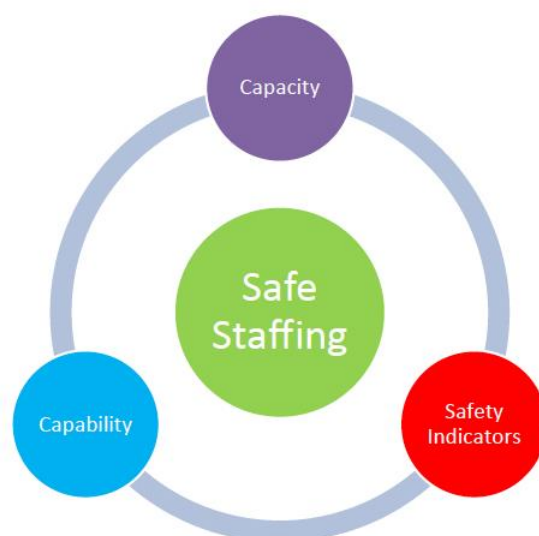 Capacity
Safe
Staffing
Capability
Safety
Indicators